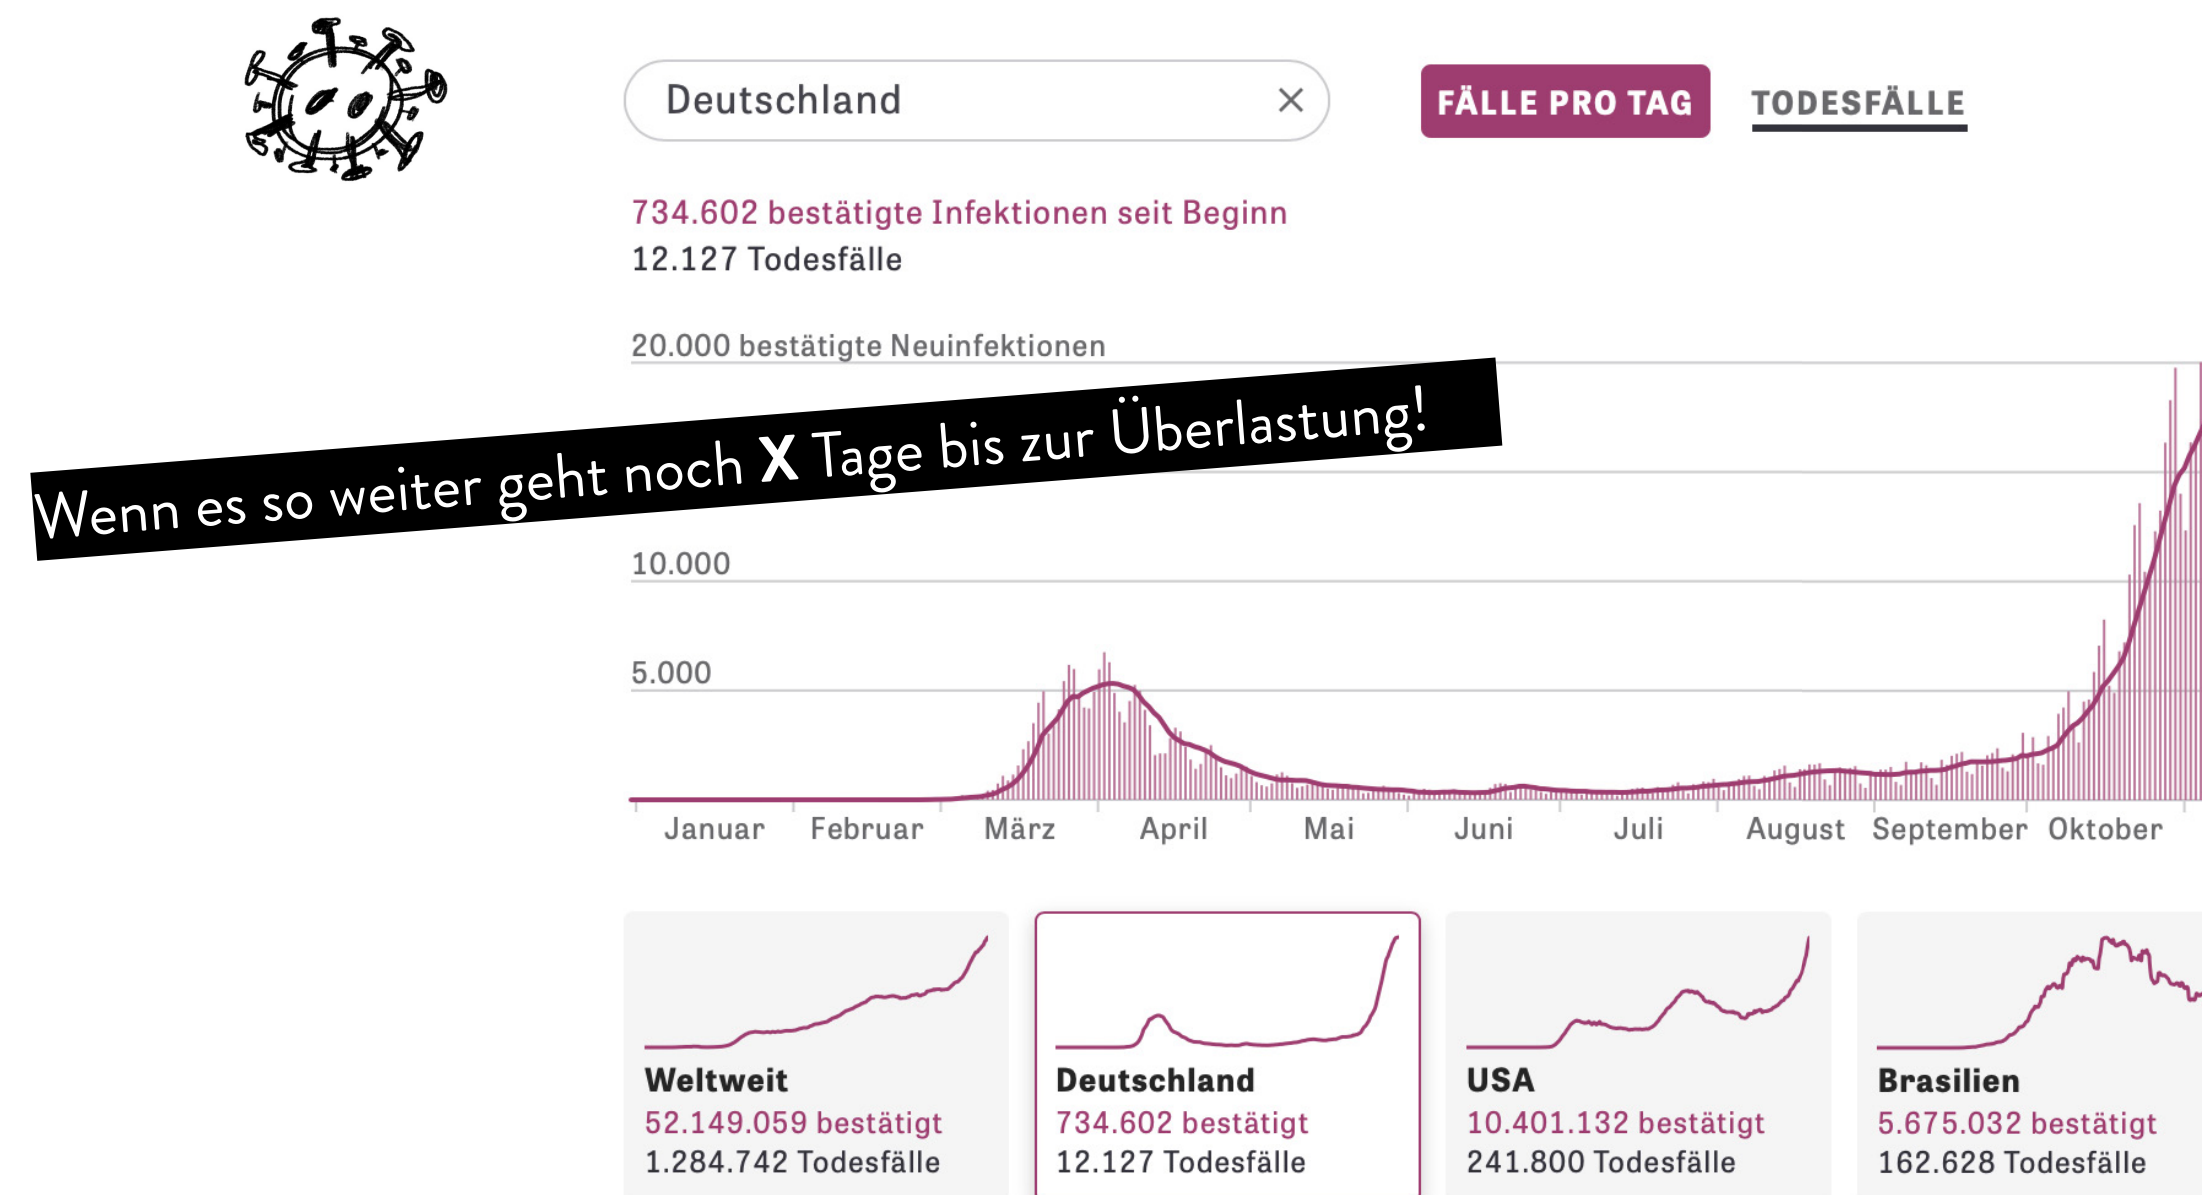 Deutschland
FÄLLE PRO TAG
TODESFÄLLE
734.602 bestätigte Infektionen seit Beginn
12.127 Todesfälle
20.000 bestätigte Neuinfektionen
Wenn es so weiter geht noch X Tage bis zur Überlastung!
10.000
5.000
Januar Februar März April Mai Juni Juli August September Oktober
Weltweit
52.149.059 bestätigt
1.284.742 Todesfälle
Deutschland
734.602 bestätigt
12.127 Todesfälle
USA
10.401.132 bestätigt
241.800 Todesfälle
Brasilien
5.675.032 bestätigt
162.628 Todesfälle